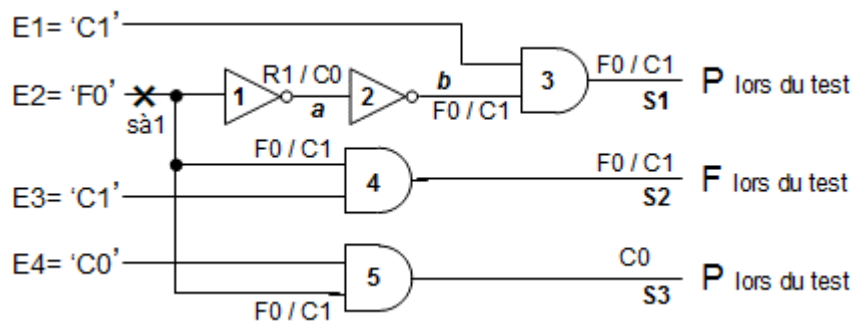 E1= ‘C1’
R1 / C0
b
F0 / C1
E2= ‘F0’
1
2
3
P lors du test
sà1
a
F0 / C1
S1
F0 / C1
F0 / C1
4
F lors du test
E3= ‘C1’
S2
E4= ‘C0’
C0
5
P lors du test
F0 / C1
S3